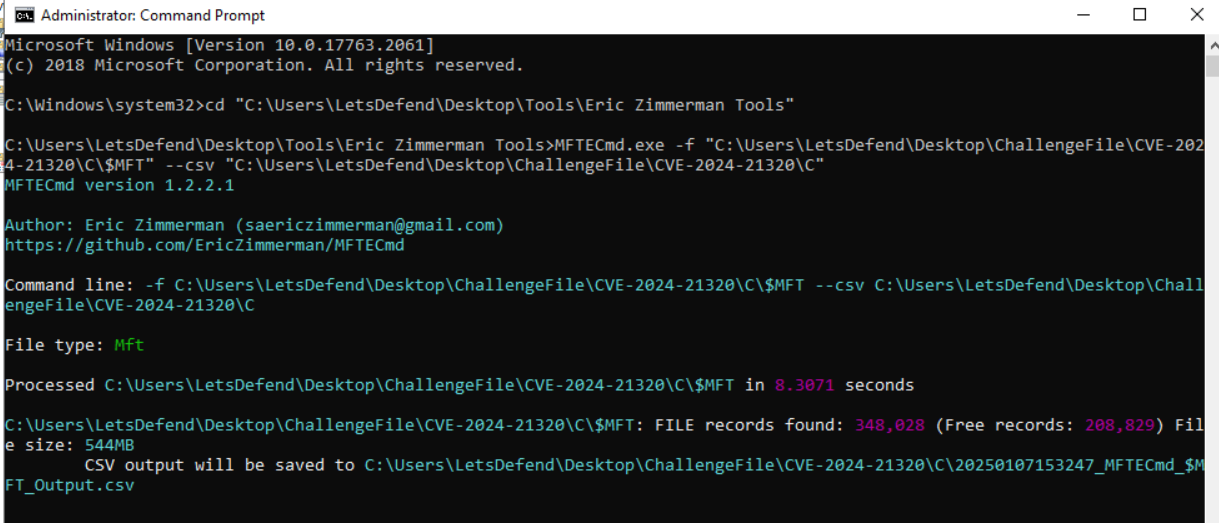 Administrator: Command Prompt
Microsoft Windows [Version 10.0.17763.2061]
(c) 2018 Microsoft Corporation. All rights reserved.
C:\Windows\system32>cd "C:\Users\LetsDefend\Desktop\Tools\Eric Zimmerman Tools"
C:\Users\LetsDefend\Desktop\Tools\Eric Zimmerman Tools>MFTECmd.exe -f "C:\Users\LetsDefend\Desktop\ChallengeFile\CVE-202
4-21320\C\$MFT" --csv "C:\Users\LetsDefend\Desktop\ChallengeFile\CVE-2024-21320\C"
MFTECmd version 1.2.2.1
Author: Eric Zimmerman (saericzimmerman@gmail.com)
https://github.com/EricZimmerman/MFTECmd
Command line: -f C:\Users\LetsDefend\Desktop\ChallengeFile\CVE-2024-21320\C\$MFT --csv C:\Users\LetsDefend\Desktop\Chall
engeFile\CVE-2024-21320\C
File type: Mft
Processed C:\Users\LetsDefend\Desktop\ChallengeFile\CVE-2024-21320\C\$MFT in 8.3071 seconds
C:\Users\LetsDefend\Desktop\ChallengeFile\CVE-2024-21320\C\$MFT: FILE records found: 348,028 (Free records: 208,829) Fil
e size: 544MB
CSV output will be saved to C:\Users\LetsDefend\Desktop\ChallengeFile\CVE-2024-21320\C\20250107153247_MFTECmd_$M
FT_Output.csv